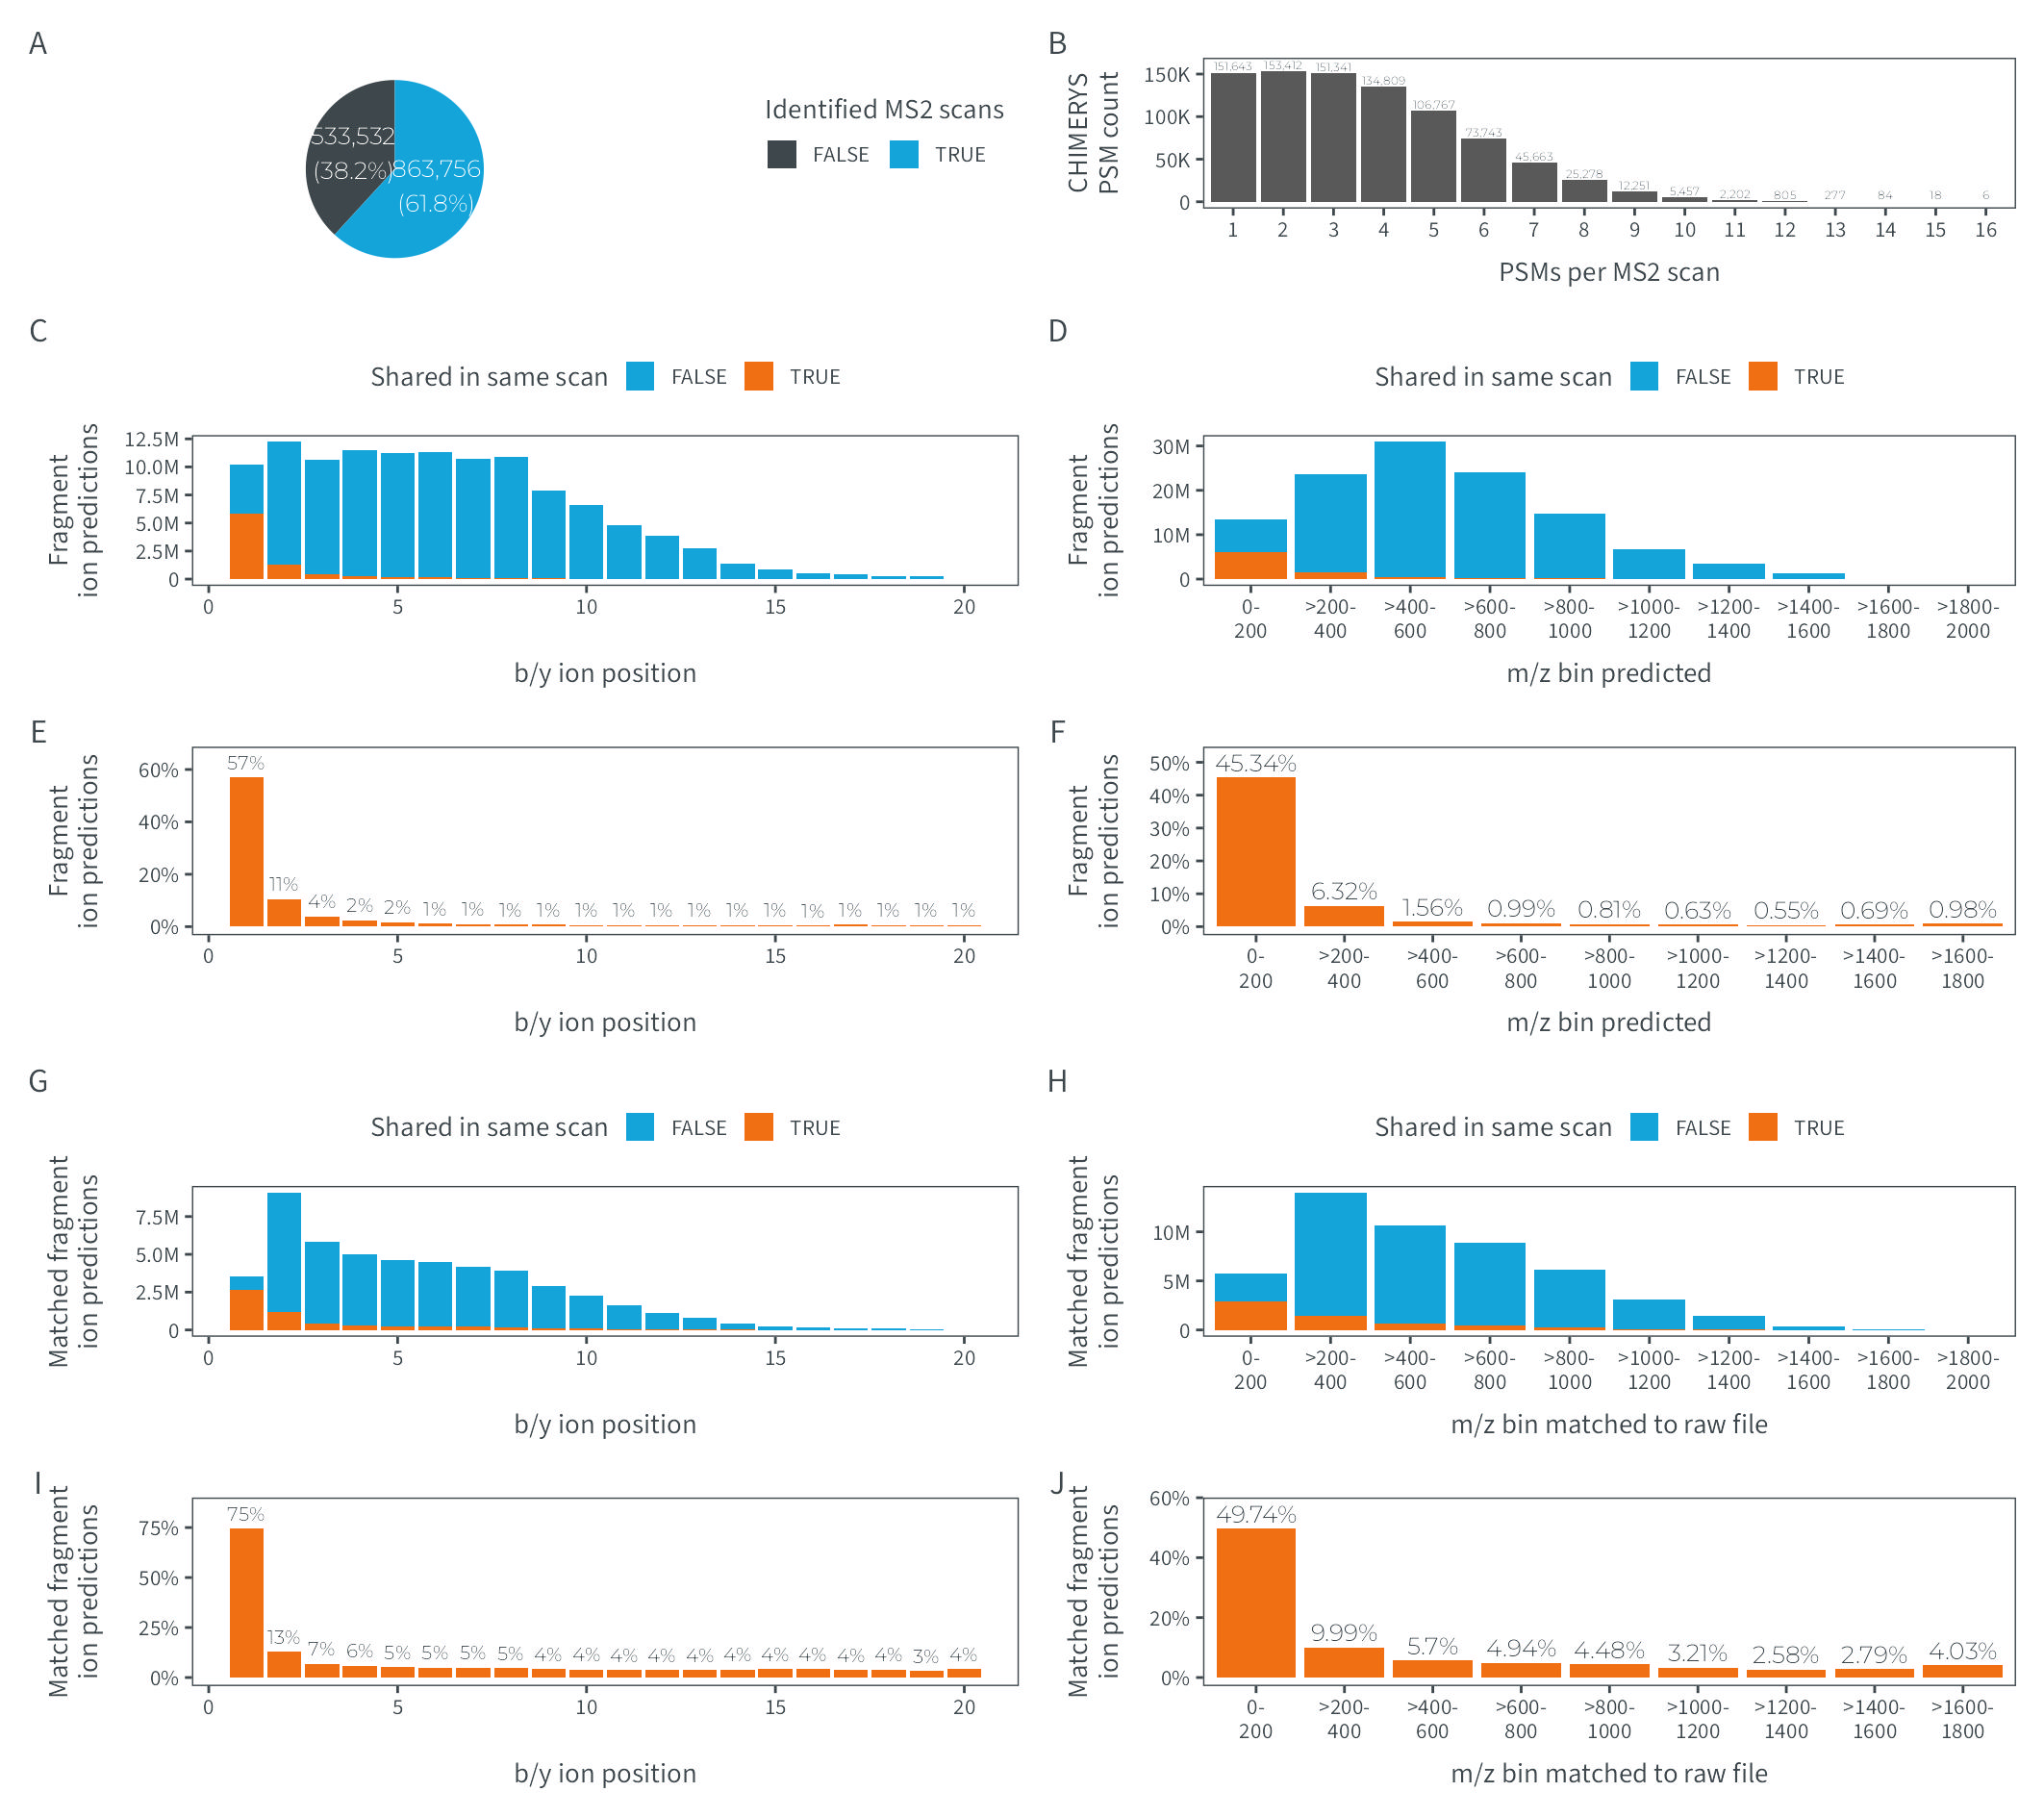 A
533,532
(38.2%)
863,756
(61.8%)
Identified MS2 scans
FALSE
TRUE
B
CHIMERYS
PSM count
150K
100K
50K
0
151,643
153,412
151,341
134,809
106,767
73,743
45,663
25,278
12,251
5,457
2,202
805
277
84
18
6
1 2 3 4 5 6 7 8 9 10 11 12 13 14 15 16
PSMs per MS2 scan
C
Shared in same scan FALSE TRUE
Fragment
ion predictions
12.5M
10.0M
7.5M
5.0M
2.5M
0
0 5 10 15 20
b/y ion position
D
Shared in same scan FALSE TRUE
Fragment
ion predictions
30M
20M
10M
0
0- >200- >400- >600- >800- >1000- >1200- >1400- >1600- >1800-
200 400 600 800 1000 1200 1400 1600 1800 2000
m/z bin predicted
E
Fragment
ion predictions
60%
40%
20%
0%
57% 11% 4% 2% 2% 1% 1% 1% 1% 1% 1% 1% 1% 1% 1% 1% 1% 1% 1% 1%
0 5 10 15 20
b/y ion position
F
Fragment
ion predictions
50%
40%
30%
20%
10%
0%
45.34% 6.32% 1.56% 0.99% 0.81% 0.63% 0.55% 0.69% 0.98%
0- >200- >400- >600- >800- >1000- >1200- >1400- >1600-
200 400 600 800 1000 1200 1400 1600 1800
m/z bin predicted
G
Shared in same scan FALSE TRUE
Matched fragment
ion predictions
7.5M
5.0M
2.5M
0
0 5 10 15 20
b/y ion position
H
Shared in same scan FALSE TRUE
Matched fragment
ion predictions
10M
5M
0
0- >200- >400- >600- >800- >1000- >1200- >1400- >1600- >1800-
200 400 600 800 1000 1200 1400 1600 1800 2000
m/z bin matched to raw file
I
Matched fragment
ion predictions
75%
50%
25%
0%
75% 13% 7% 6% 5% 5% 5% 5% 4% 4% 4% 4% 4% 4% 4% 4% 4% 4% 3% 4%
0 5 10 15 20
b/y ion position
J
Matched fragment
ion predictions
60%
40%
20%
0%
49.74% 9.99% 5.7% 4.94% 4.48% 3.21% 2.58% 2.79% 4.03%
0- >200- >400- >600- >800- >1000- >1200- >1400- >1600-
200 400 600 800 1000 1200 1400 1600 1800
m/z bin matched to raw file